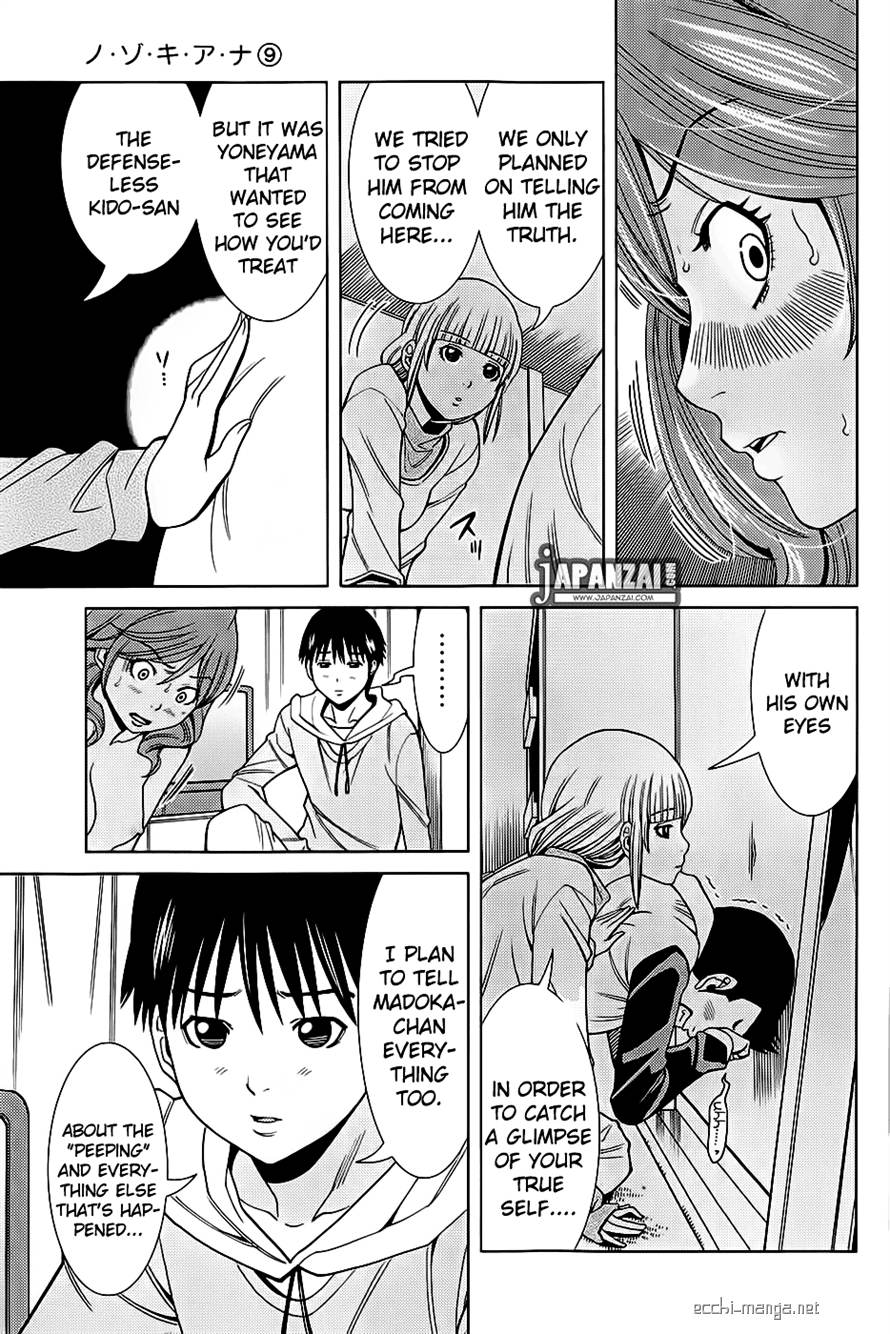 ノ・ゾ・キ・ア・ナ⑨
WE ONLY
PLANNED
ON TELLING
HIM THE
TRUTH.
WE TRIED
TO STOP
HIM FROM
COMING
HERE...
ス
BUT IT WAS
YONEYAMA
THAT
WANTED
TO SEE
HOW YOU'D
TREAT
THE
DEFENSE-
LESS
KIDO-SAN
JAPANZAI.COM
WWW.JAPANZAI.COM
WITH
HIS OWN
EYES
IN ORDER
TO CATCH
A GLIMPSE
OF YOUR
TRUE
SELF....
.........
I PLAN
TO TELL
MADOKA-
CHAN
EVERY-
THING
TOO.
ABOUT THE
"PEEPING"
AND EVERY-
THING ELSE
THAT'S HAP-
PENED...
ecchi-manga.net